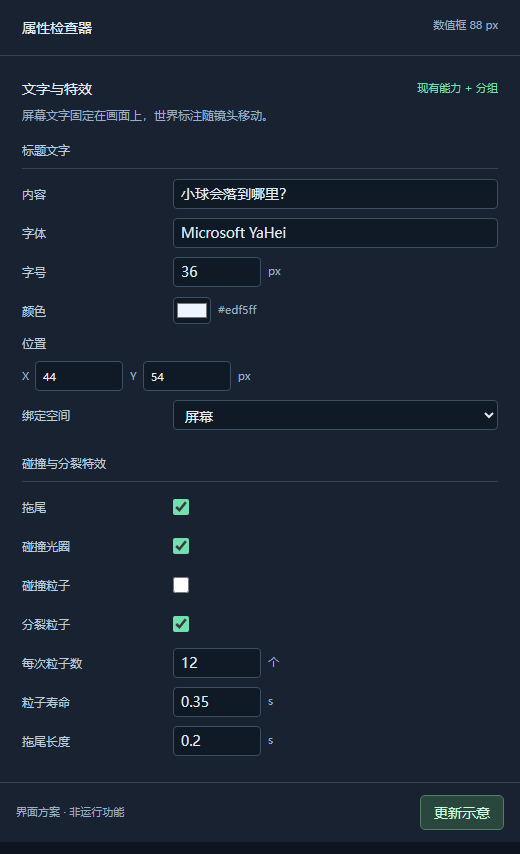 属性检查器 数值框 88 px
文字与特效 现有能力 + 分组
屏幕文字固定在画面上，世界标注随镜头移动。
标题文字
内容 小球会落到哪里?
字体 Microsoft YaHei
字号 36 px
颜色 #edf5ff
位置
X 44 Y 54 px
绑定空间 屏幕
碰撞与分裂特效
拖尾
碰撞光圈
碰撞粒子
分裂粒子
每次粒子数 12 个
粒子寿命 0.35 s
拖尾长度 0.2 s
界面方案 · 非运行功能 更新示意